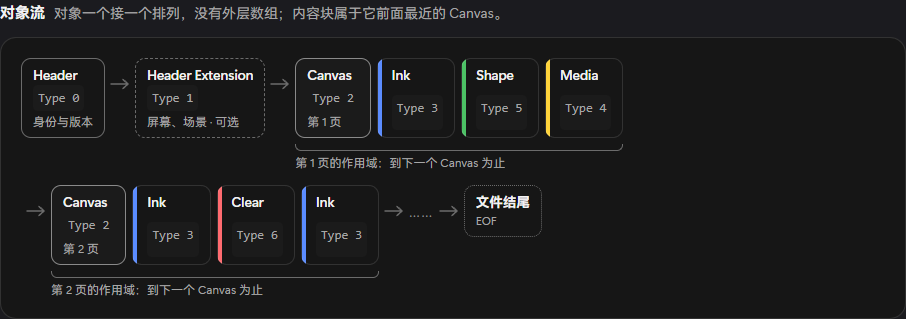 对象流 对象一个接一个排列，没有外层数组；内容块属于它前面最近的 Canvas。
Header
Type 0
身份与版本
Header Extension
Type 1
屏幕、场景 · 可选
Canvas
Type 2
第 1 页
Ink
Type 3
Shape
Type 5
Media
Type 4
第 1 页的作用域：到下一个 Canvas 为止
Canvas
Type 2
第 2 页
Ink
Type 3
Clear
Type 6
Ink
Type 3
……
文件结尾
EOF
第 2 页的作用域：到下一个 Canvas 为止